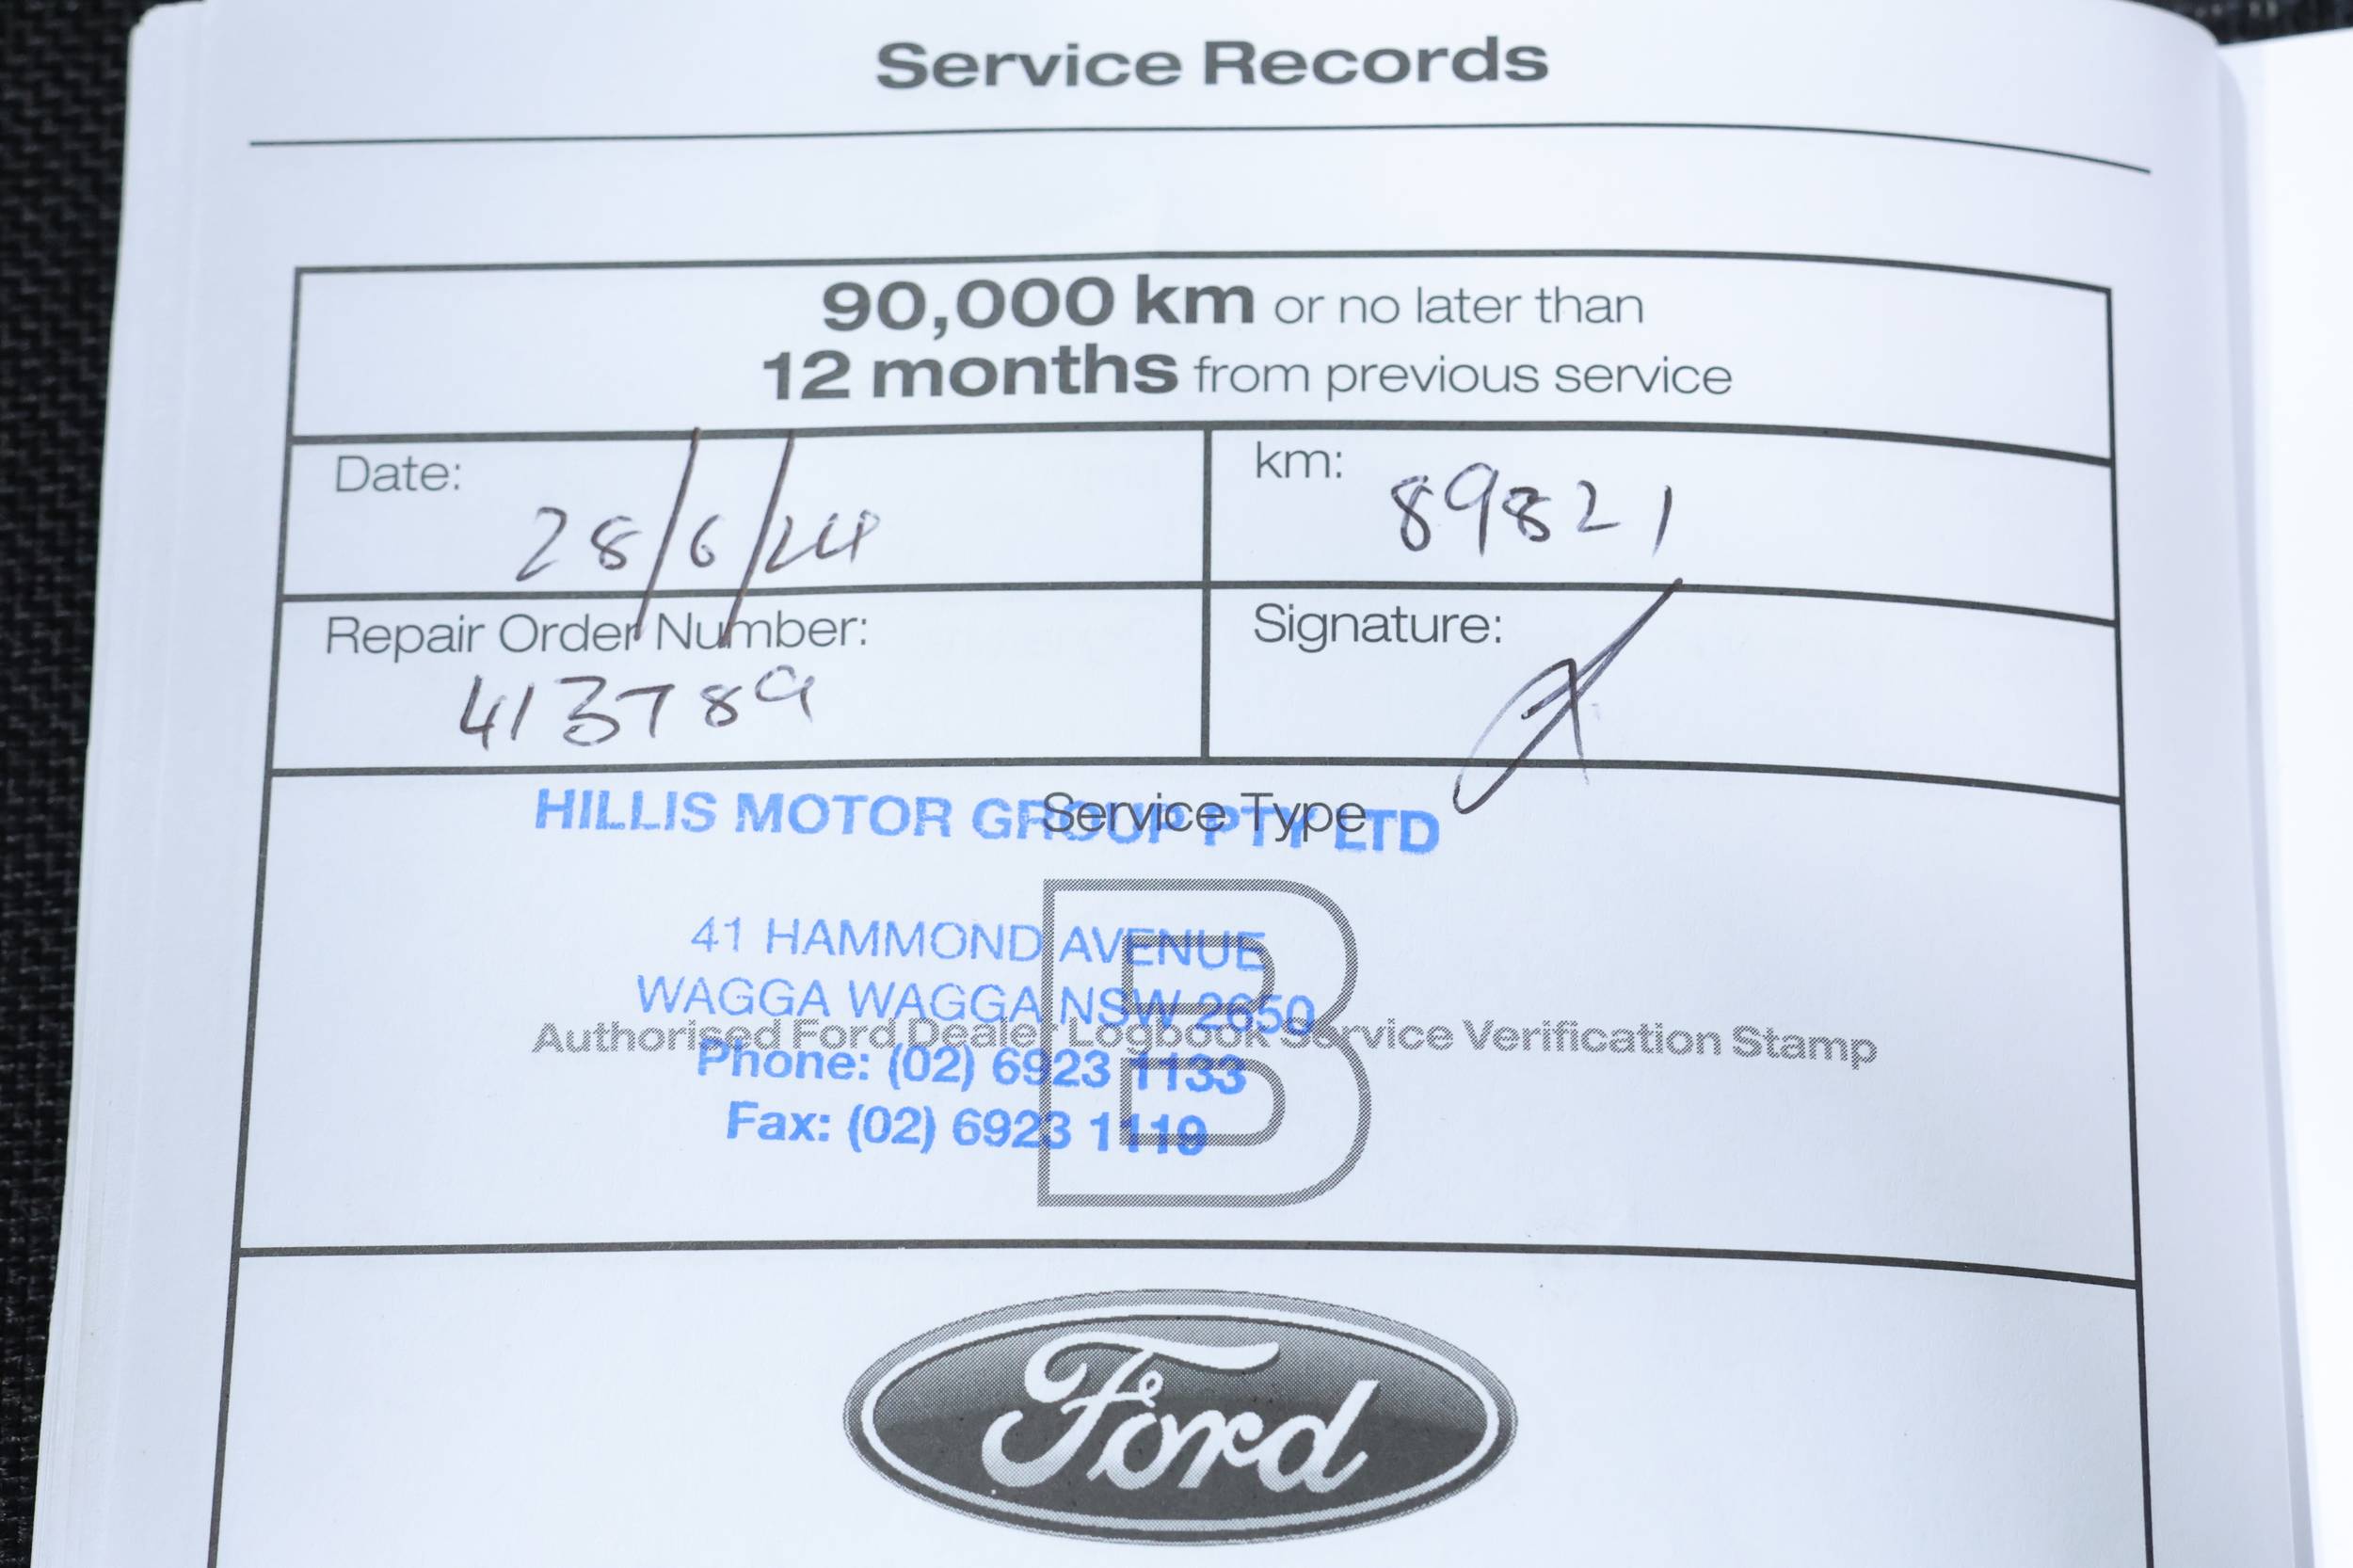 Service Records
90,000 km or no later than
12 months from previous service
Date: 28/6/24
km: 89821
Repair Order Number: 413789
Signature:
Service Type
HILLIS MOTOR GROUP PTY LTD
B
41 HAMMOND AVENUE
WAGGA WAGGA NSW 2650
Authorised Ford Dealer Logbook Service Verification Stamp
Phone: (02) 6923 1133
Fax: (02) 6923 1119
Ford